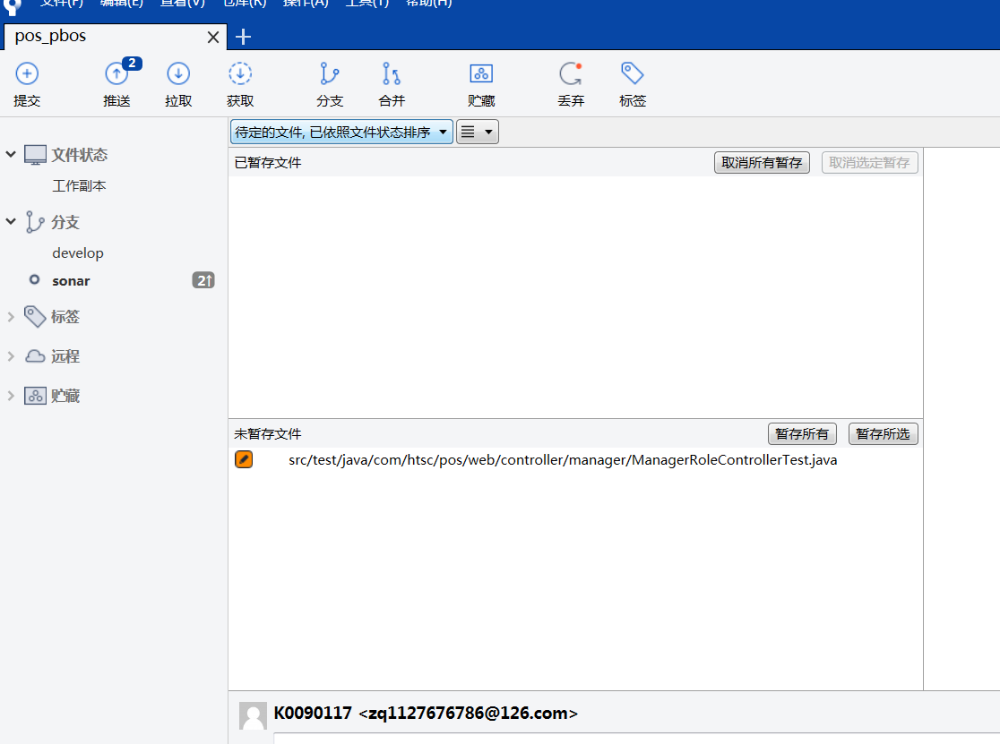 文件(F) 编辑(E) 查看(V) 仓库(R) 操作(A) 工具(T) 帮助(H)
pos_pbos
2
提交 推送 拉取 获取 分支 合并 贮藏 丢弃 标签
待定的文件, 已依照文件状态排序
文件状态
工作副本
分支
develop
sonar 2↑
标签
远程
贮藏
已暂存文件 取消所有暂存 取消选定暂存
未暂存文件 暂存所有 暂存所选
src/test/java/com/htsc/pos/web/controller/manager/ManagerRoleControllerTest.java
K0090117 <zq1127676786@126.com>